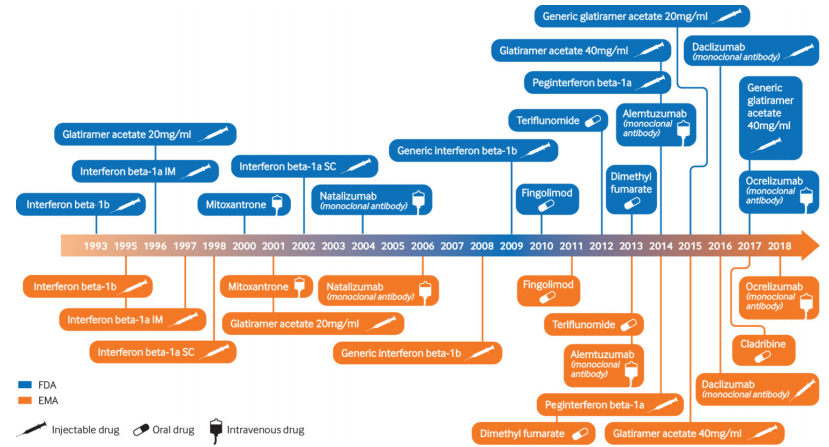 Generic glatiramer acetate 20mg/ml
Glatiramer acetate 40mg/ml
Daclizumab
(monoclonal antibody)
Peginterferon beta-1a
Generic
glatiramer
acetate
40mg/ml
Teriflunomide
Alemtuzumab
(monoclonal
antibody)
Glatiramer acetate 20mg/ml
Interferon beta-1a IM
Interferon beta-1a SC
Generic interferon beta-1b
Dimethyl
fumarate
Interferon beta-1b
Mitoxantrone
Natalizumab
(monoclonal antibody)
Fingolimod
Ocrelizumab
(monoclonal
antibody)
1993 1995 1996 1997 1998 2000 2001 2002 2003 2004 2005 2006 2007 2008 2009 2010 2011 2012 2013 2014 2015 2016 2017 2018
Interferon beta-1b
Mitoxantrone
Natalizumab
(monoclonal antibody)
Fingolimod
Ocrelizumab
(monoclonal
antibody)
Interferon beta-1a IM
Glatiramer acetate 20mg/ml
Teriflunomide
Interferon beta-1a SC
Generic interferon beta-1b
Alemtuzumab
(monoclonal
antibody)
Cladribine
Daclizumab
(monoclonal antibody)
Peginterferon beta-1a
Dimethyl fumarate
Glatiramer acetate 40mg/ml
FDA
EMA
Injectable drug
Oral drug
Intravenous drug